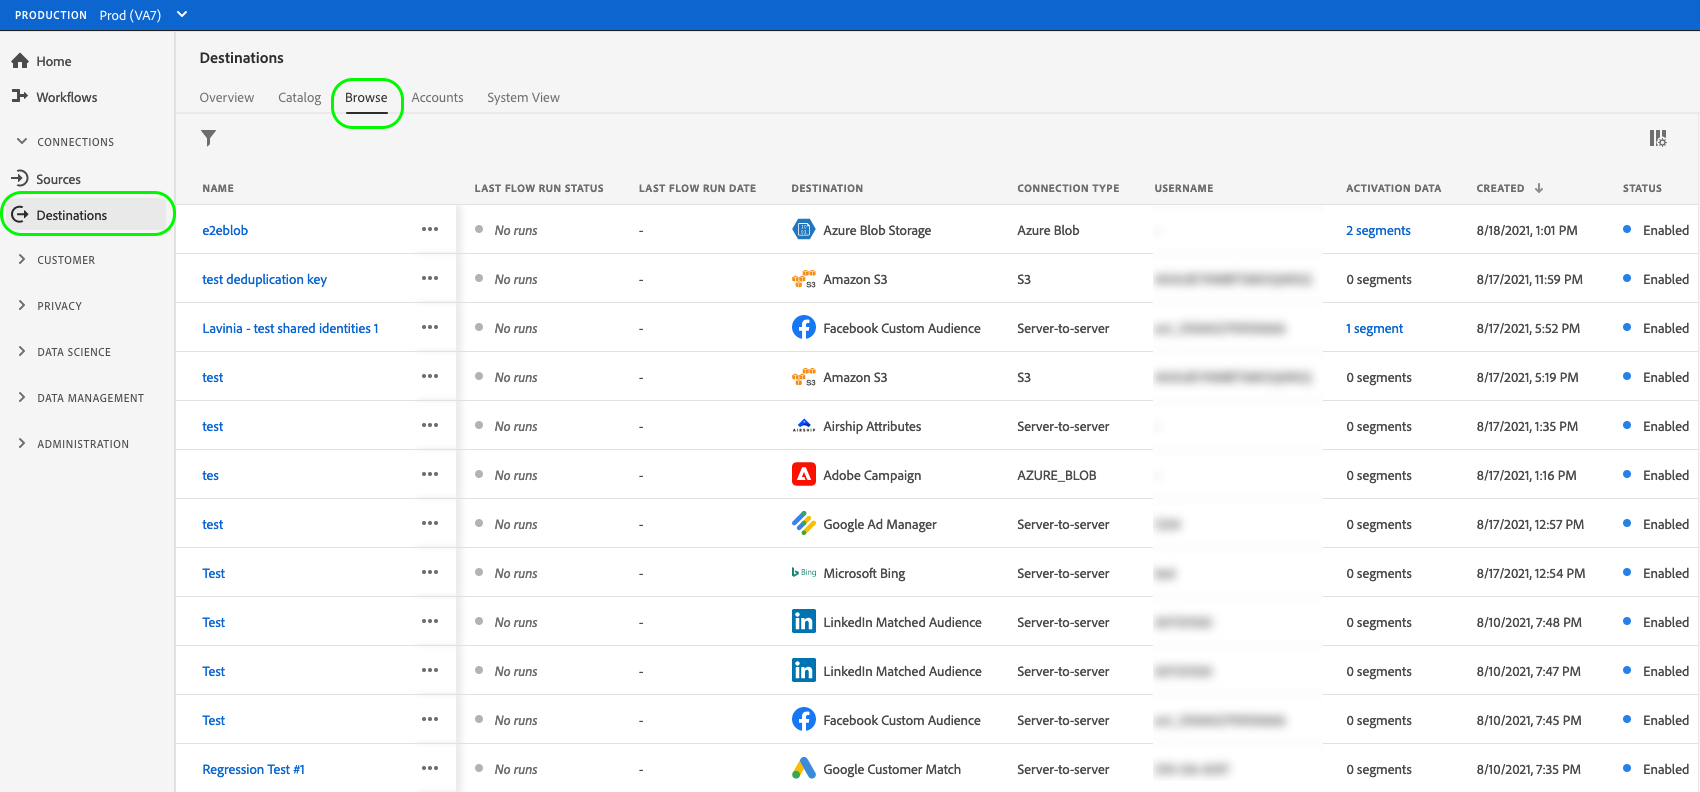 PRODUCTION Prod (VA7)
Home
Workflows
CONNECTIONS
Sources
Destinations
CUSTOMER
PRIVACY
DATA SCIENCE
DATA MANAGEMENT
ADMINISTRATION
Destinations
Overview Catalog Browse Accounts System View
NAME LAST FLOW RUN STATUS LAST FLOW RUN DATE DESTINATION CONNECTION TYPE USERNAME ACTIVATION DATA CREATED STATUS
e2eblob No runs - Azure Blob Storage Azure Blob 2 segments 8/18/2021, 1:01 PM Enabled
test deduplication key No runs - S3 Amazon S3 S3 0 segments 8/17/2021, 11:59 PM Enabled
Lavinia - test shared identities 1 No runs - Facebook Custom Audience Server-to-server 1 segment 8/17/2021, 5:52 PM Enabled
test No runs - S3 Amazon S3 S3 0 segments 8/17/2021, 5:19 PM Enabled
test No runs - AIRSHIP Airship Attributes Server-to-server 0 segments 8/17/2021, 1:35 PM Enabled
tes No runs - Adobe Campaign AZURE_BLOB 0 segments 8/17/2021, 1:16 PM Enabled
test No runs - Google Ad Manager Server-to-server 0 segments 8/17/2021, 12:57 PM Enabled
Test No runs - Bing Microsoft Bing Server-to-server 0 segments 8/17/2021, 12:54 PM Enabled
Test No runs - in LinkedIn Matched Audience Server-to-server 0 segments 8/10/2021, 7:48 PM Enabled
Test No runs - in LinkedIn Matched Audience Server-to-server 0 segments 8/10/2021, 7:47 PM Enabled
Test No runs - Facebook Custom Audience Server-to-server 0 segments 8/10/2021, 7:45 PM Enabled
Regression Test #1 No runs - Google Customer Match Server-to-server 0 segments 8/10/2021, 7:35 PM Enabled